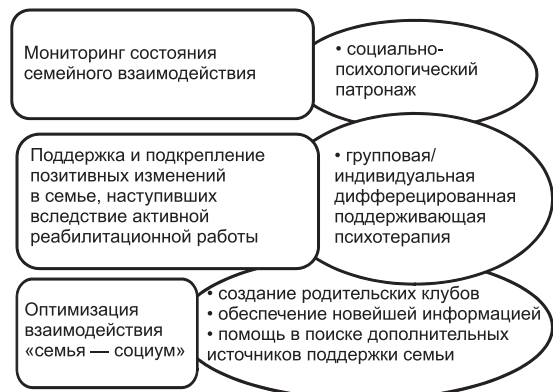 Мониторинг состояния
семейного взаимодействия
• социально-
психологический
патронаж
Поддержка и подкрепление
позитивных изменений
в семье, наступивших
вследствие активной
реабилитационной работы
• групповая/
индивидуальная
дифферецированная
поддерживающая
психотерапия
Оптимизация
взаимодействия
«семья — социум»
• создание родительских клубов
• обеспечение новейшей информацией
• помощь в поиске дополнительных
источников поддержки семьи